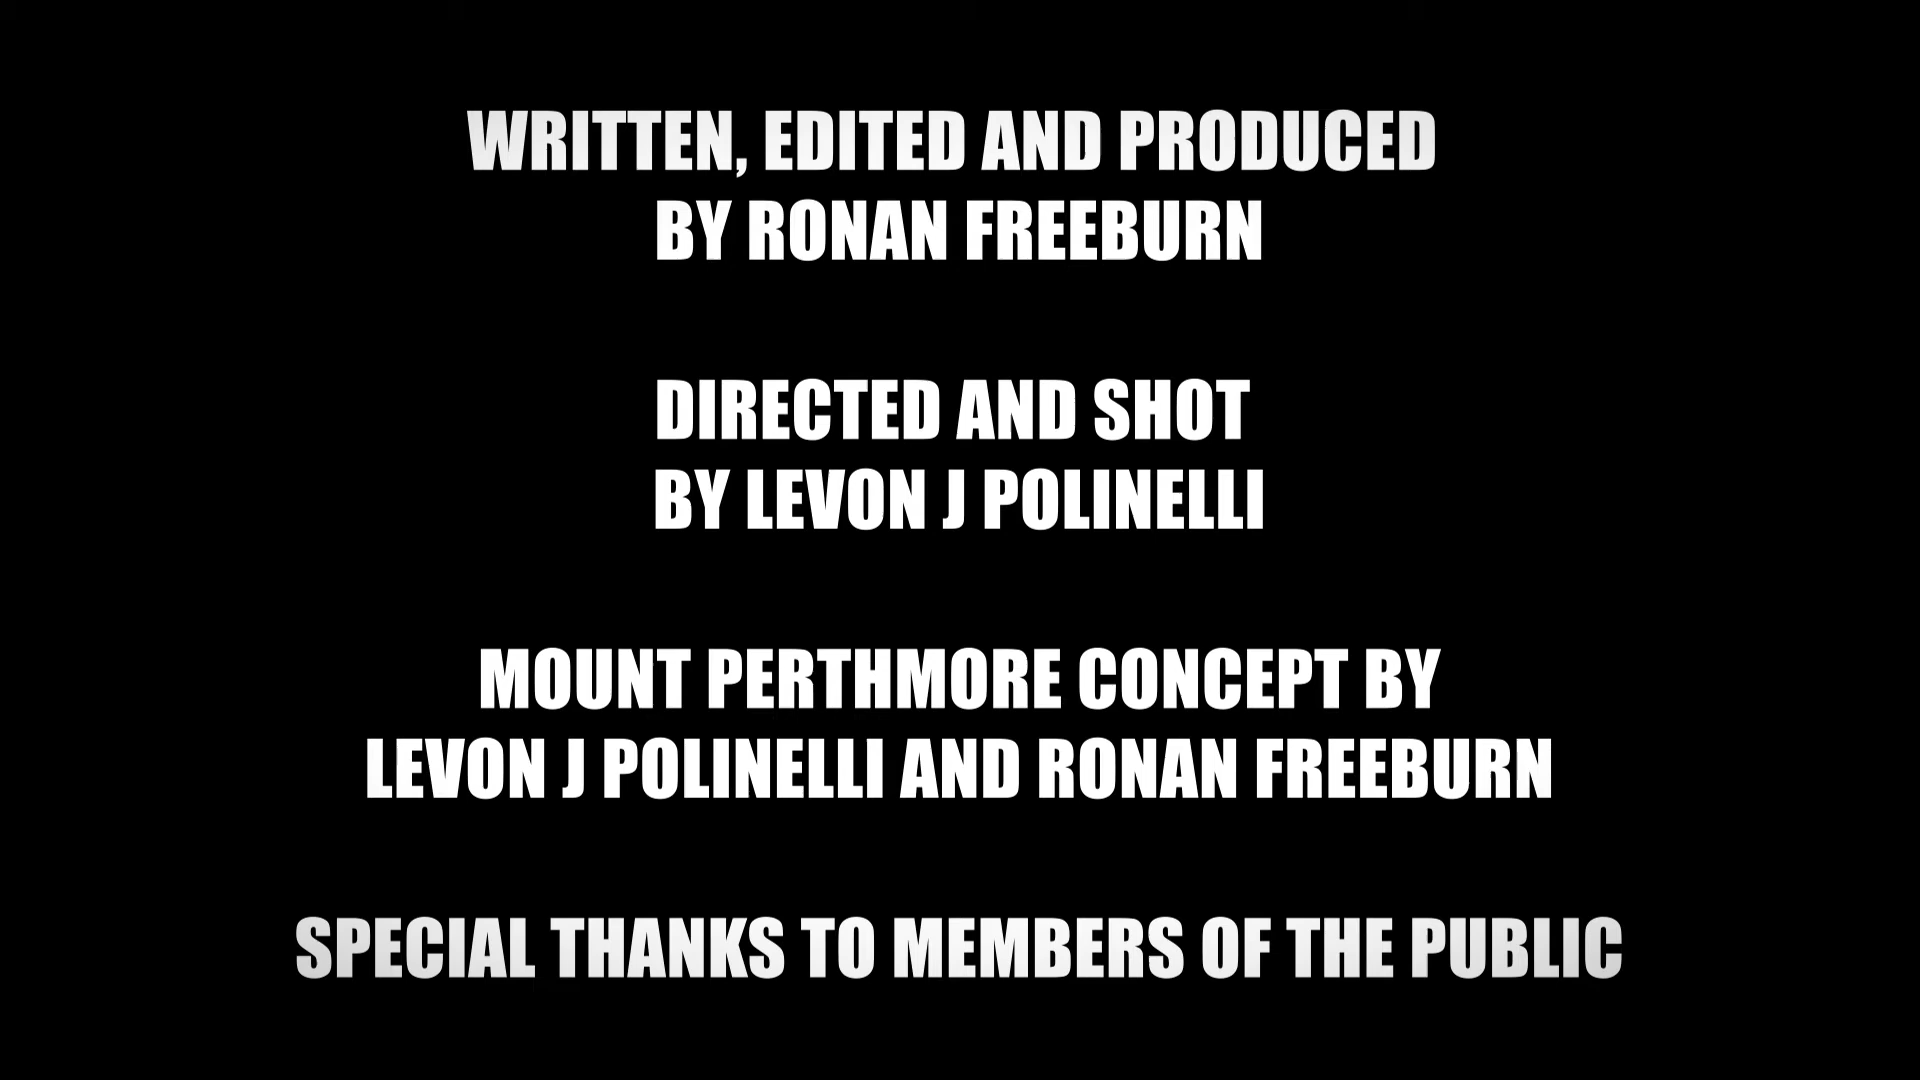 WRITTEN, EDITED AND PRODUCED
BY RONAN FREEBURN
DIRECTED AND SHOT
BY LEVON J POLINELLI
MOUNT PERTHMORE CONCEPT BY
LEVON J POLINELLI AND RONAN FREEBURN
SPECIAL THANKS TO MEMBERS OF THE PUBLIC